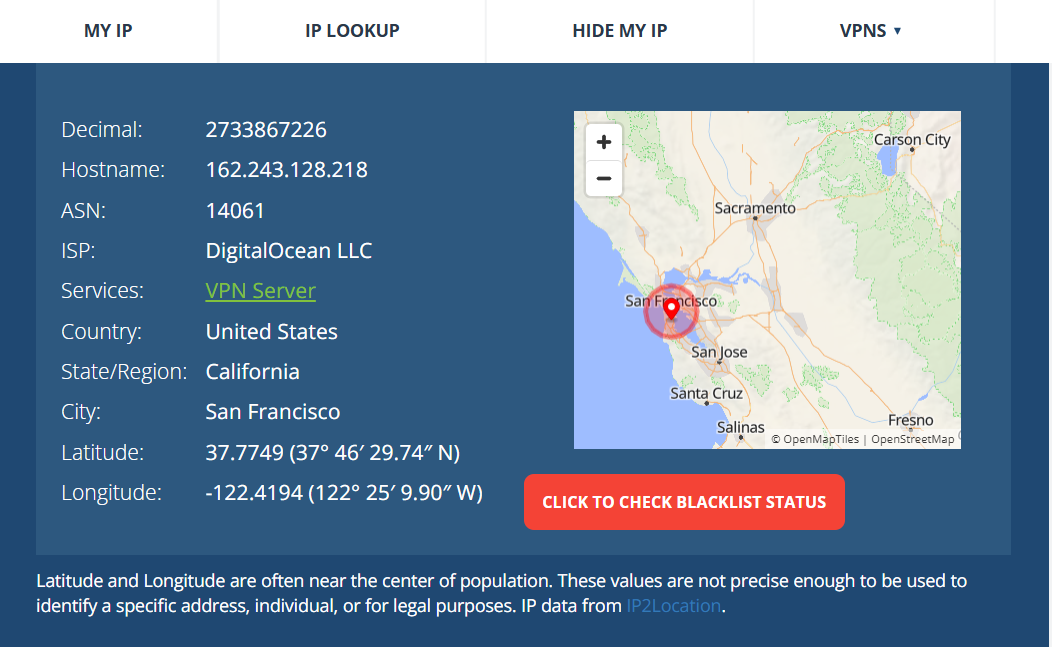 MY IP
IP LOOKUP
HIDE MY IP
VPNS ▾
Decimal: 2733867226
Hostname: 162.243.128.218
ASN: 14061
ISP: DigitalOcean LLC
Services: VPN Server
Country: United States
State/Region: California
City: San Francisco
Latitude: 37.7749 (37° 46′ 29.74″ N)
Longitude: -122.4194 (122° 25′ 9.90″ W)
+
−
Carson City
Sacramento
San Francisco
San Jose
Santa Cruz
Fresno
Salinas
© OpenMapTiles | OpenStreetMap
CLICK TO CHECK BLACKLIST STATUS
Latitude and Longitude are often near the center of population. These values are not precise enough to be used to
identify a specific address, individual, or for legal purposes. IP data from IP2Location.